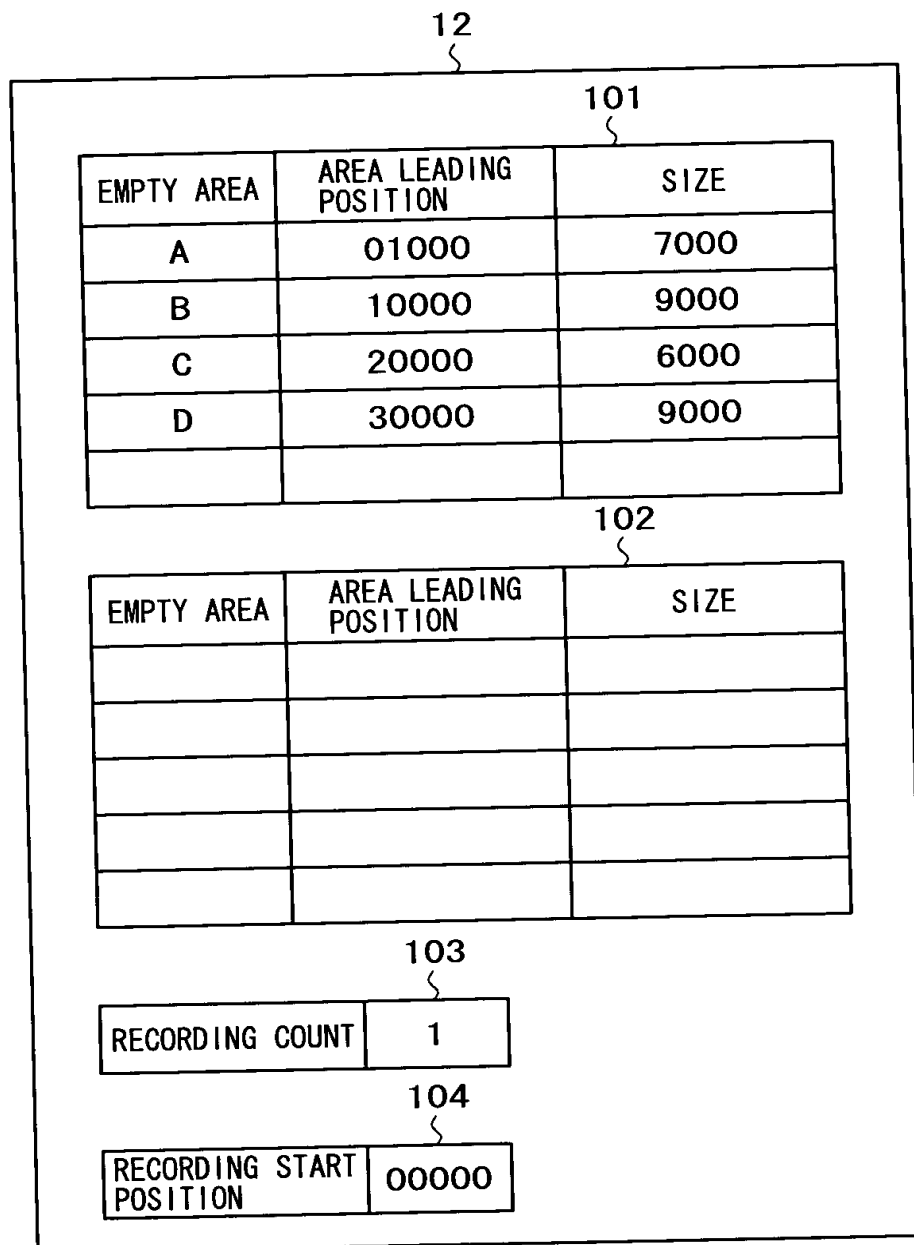 12
101
EMPTY AREA AREA LEADING POSITION SIZE
A 01000 7000
B 10000 9000
C 20000 6000
D 30000 9000
102
EMPTY AREA AREA LEADING POSITION SIZE
103
RECORDING COUNT 1
104
RECORDING START POSITION 00000